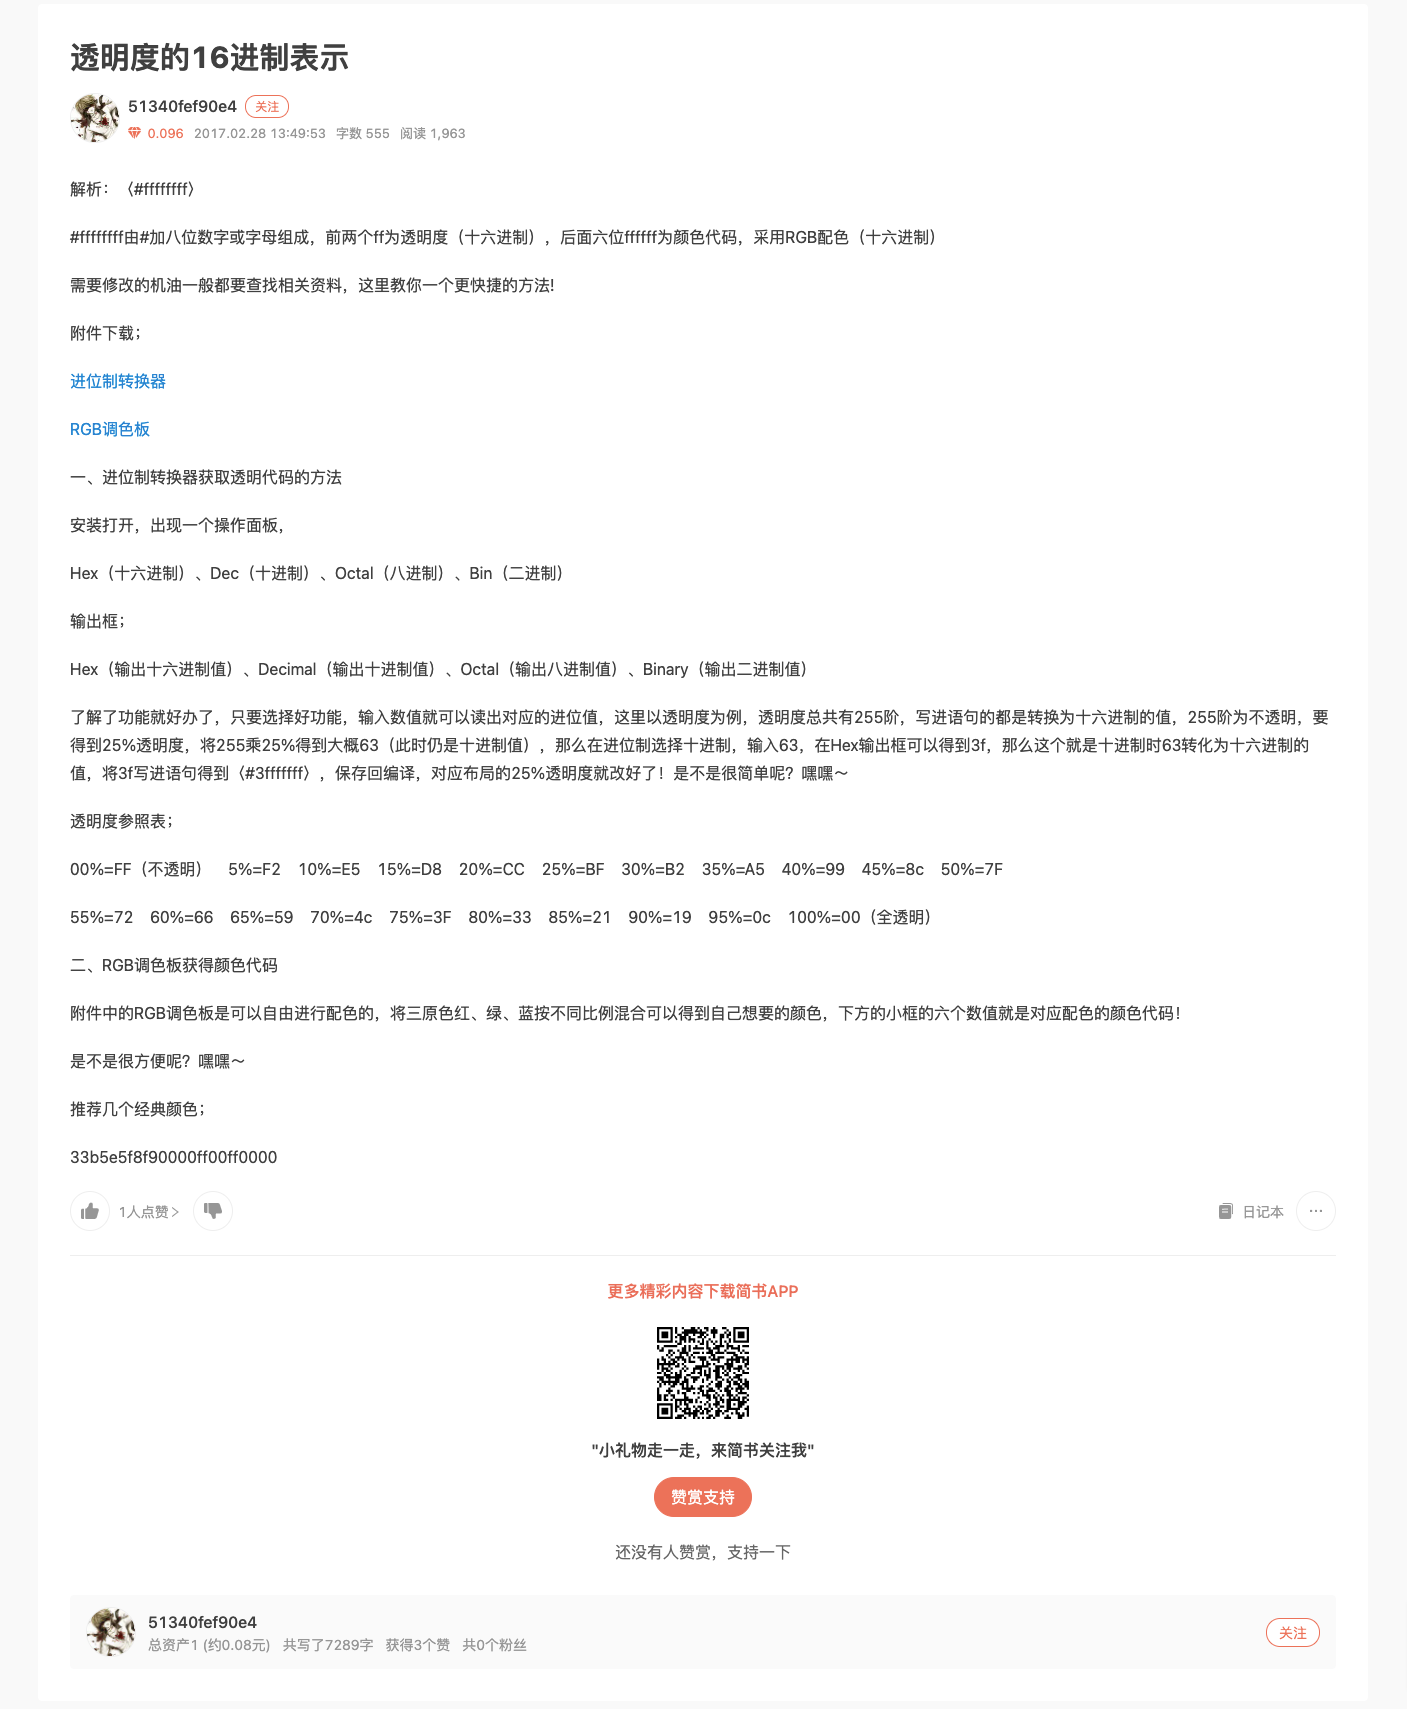 透明度的16进制表示
51340fef90e4 关注
0.096 2017.02.28 13:49:53 字数 555 阅读 1,963
解析：〈#ffffffff〉
#ffffffff由#加八位数字或字母组成，前两个ff为透明度（十六进制），后面六位ffffff为颜色代码，采用RGB配色（十六进制）
需要修改的机油一般都要查找相关资料，这里教你一个更快捷的方法!
附件下载；
进位制转换器
RGB调色板
一、进位制转换器获取透明代码的方法
安装打开，出现一个操作面板，
Hex（十六进制）、Dec（十进制）、Octal（八进制）、Bin（二进制）
输出框；
Hex（输出十六进制值）、Decimal（输出十进制值）、Octal（输出八进制值）、Binary（输出二进制值）
了解了功能就好办了，只要选择好功能，输入数值就可以读出对应的进位值，这里以透明度为例，透明度总共有255阶，写进语句的都是转换为十六进制的值，255阶为不透明，要
得到25%透明度，将255乘25%得到大概63（此时仍是十进制值），那么在进位制选择十进制，输入63，在Hex输出框可以得到3f，那么这个就是十进制时63转化为十六进制的
值，将3f写进语句得到〈#3fffffff〉，保存回编译，对应布局的25%透明度就改好了！是不是很简单呢？嘿嘿～
透明度参照表；
00%=FF（不透明） 5%=F2 10%=E5 15%=D8 20%=CC 25%=BF 30%=B2 35%=A5 40%=99 45%=8c 50%=7F
55%=72 60%=66 65%=59 70%=4c 75%=3F 80%=33 85%=21 90%=19 95%=0c 100%=00（全透明）
二、RGB调色板获得颜色代码
附件中的RGB调色板是可以自由进行配色的，将三原色红、绿、蓝按不同比例混合可以得到自己想要的颜色，下方的小框的六个数值就是对应配色的颜色代码！
是不是很方便呢？嘿嘿～
推荐几个经典颜色；
33b5e5f8f90000ff00ff0000
1人点赞 > 日记本 ···
更多精彩内容下载简书APP
"小礼物走一走，来简书关注我"
赞赏支持
还没有人赞赏，支持一下
51340fef90e4
总资产1 (约0.08元) 共写了7289字 获得3个赞 共0个粉丝
关注